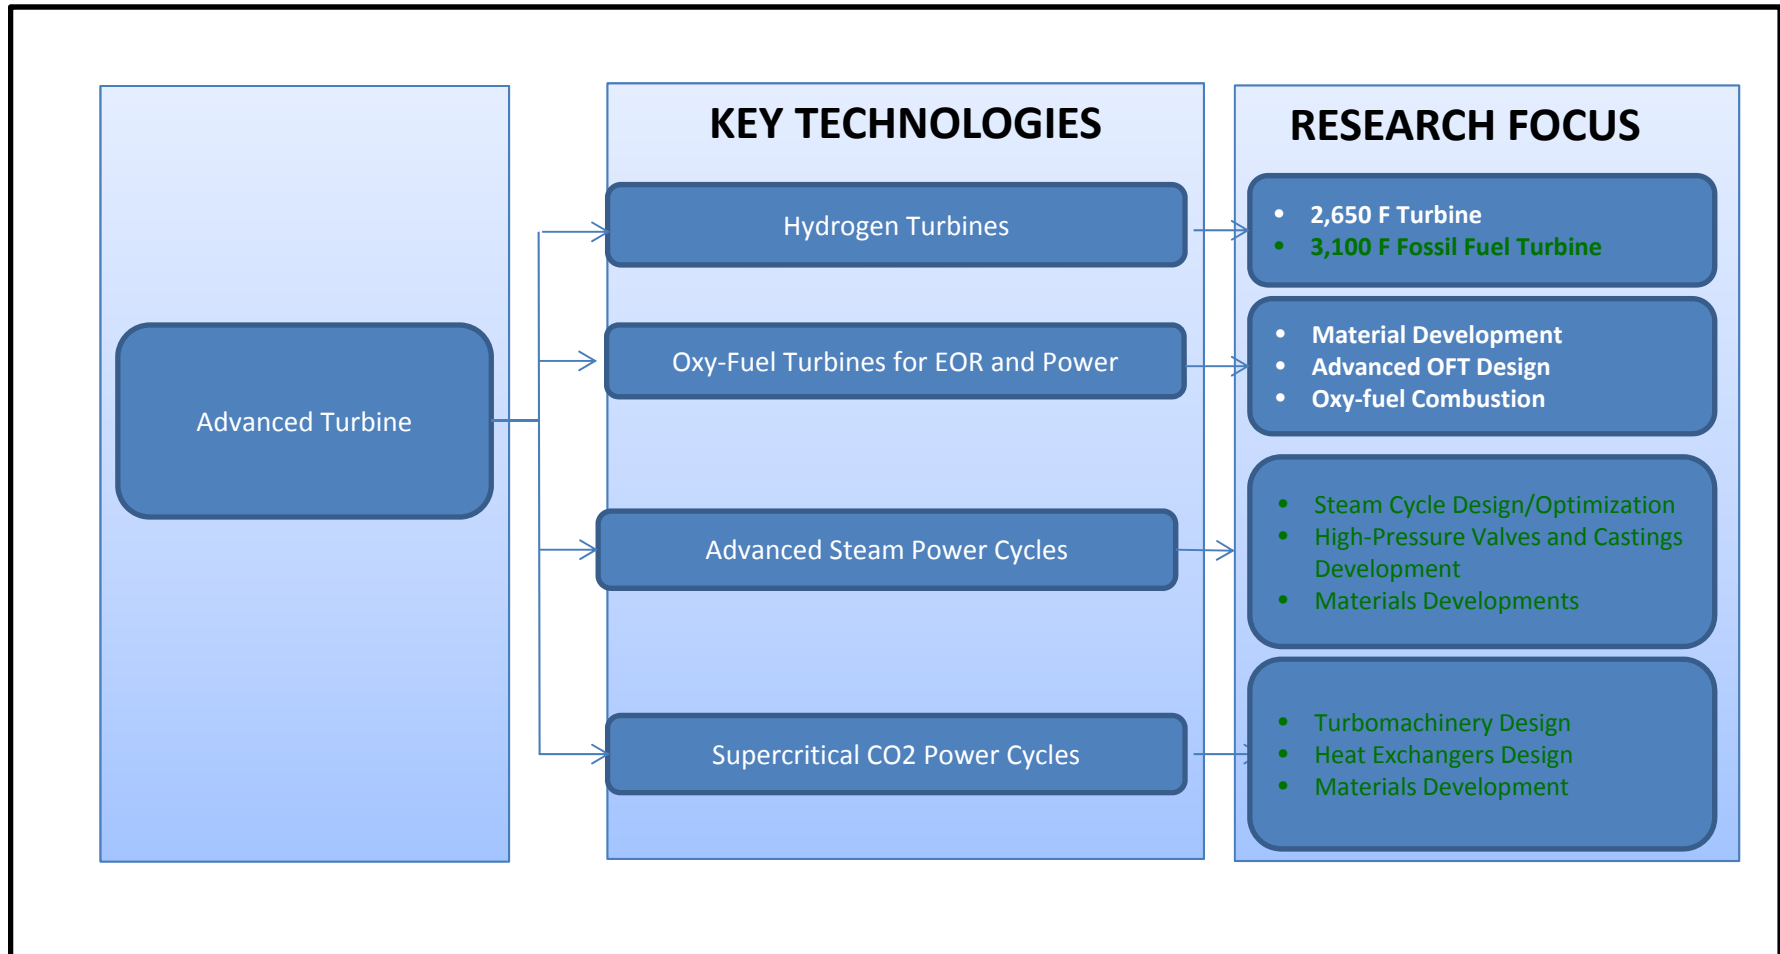 KEY TECHNOLOGIES
RESEARCH FOCUS
Advanced Turbine
Hydrogen Turbines
• 2,650 F Turbine
• 3,100 F Fossil Fuel Turbine
Oxy-Fuel Turbines for EOR and Power
• Material Development
• Advanced OFT Design
• Oxy-fuel Combustion
Advanced Steam Power Cycles
• Steam Cycle Design/Optimization
• High-Pressure Valves and Castings
Development
• Materials Developments
Supercritical CO2 Power Cycles
• Turbomachinery Design
• Heat Exchangers Design
• Materials Development